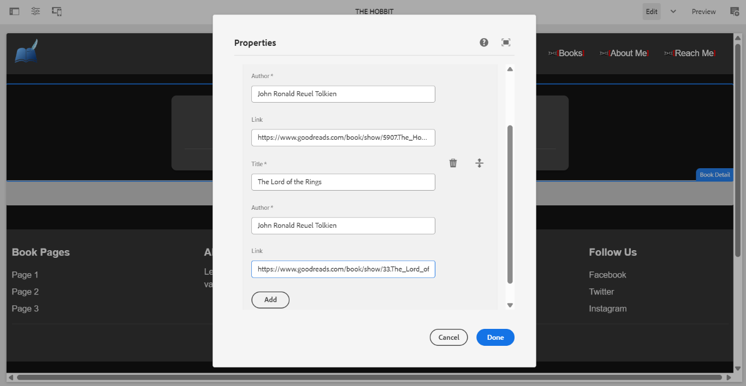 THE HOBBIT
Edit
Preview
Properties
Books
About Me
Reach Me
Author *
John Ronald Reuel Tolkien
Link
https://www.goodreads.com/book/show/5907.The_Ho...
Title *
The Lord of the Rings
Book Detail
Author *
John Ronald Reuel Tolkien
Link
https://www.goodreads.com/book/show/33.The_Lord_of
Add
Cancel
Done
Book Pages
Page 1
Page 2
Page 3
Al
Le
va
Follow Us
Facebook
Twitter
Instagram